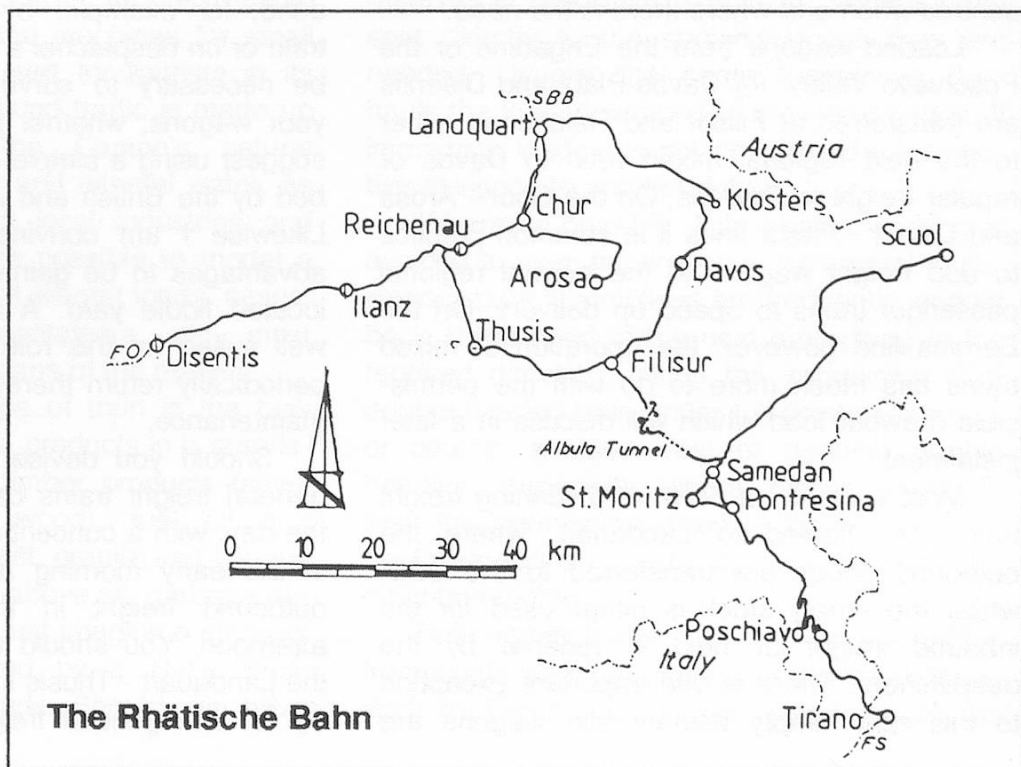 SBB
Landquart
Austria
Klosters
Chur
Reichenau
Scuol
Arosa
Davos
Ilanz
Thusis
Filisur
FO
Disentis
Albula Tunnel
Samedan
St. Moritz
Pontresina
0 10 20 30 40 km
Poschiavo
Italy
The Rhätische Bahn
Tirano
FS